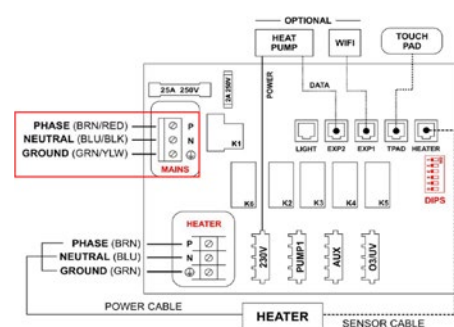 OPTIONAL
HEAT PUMP
WIFI
TOUCH PAD
POWER
DATA
25A 250V
2A 250V
PHASE (BRN/RED)
NEUTRAL (BLU/BLK)
GROUND (GRN/YLW)
P
N
MAINS
K1
LIGHT EXP2 EXP1 TPAD HEATER
DIPS
K6 K2 K3 K4 K5
HEATER
PHASE (BRN)
NEUTRAL (BLU)
GROUND (GRN)
P
N
230V
PUMP1
AUX
O3/UV
POWER CABLE
HEATER
SENSOR CABLE